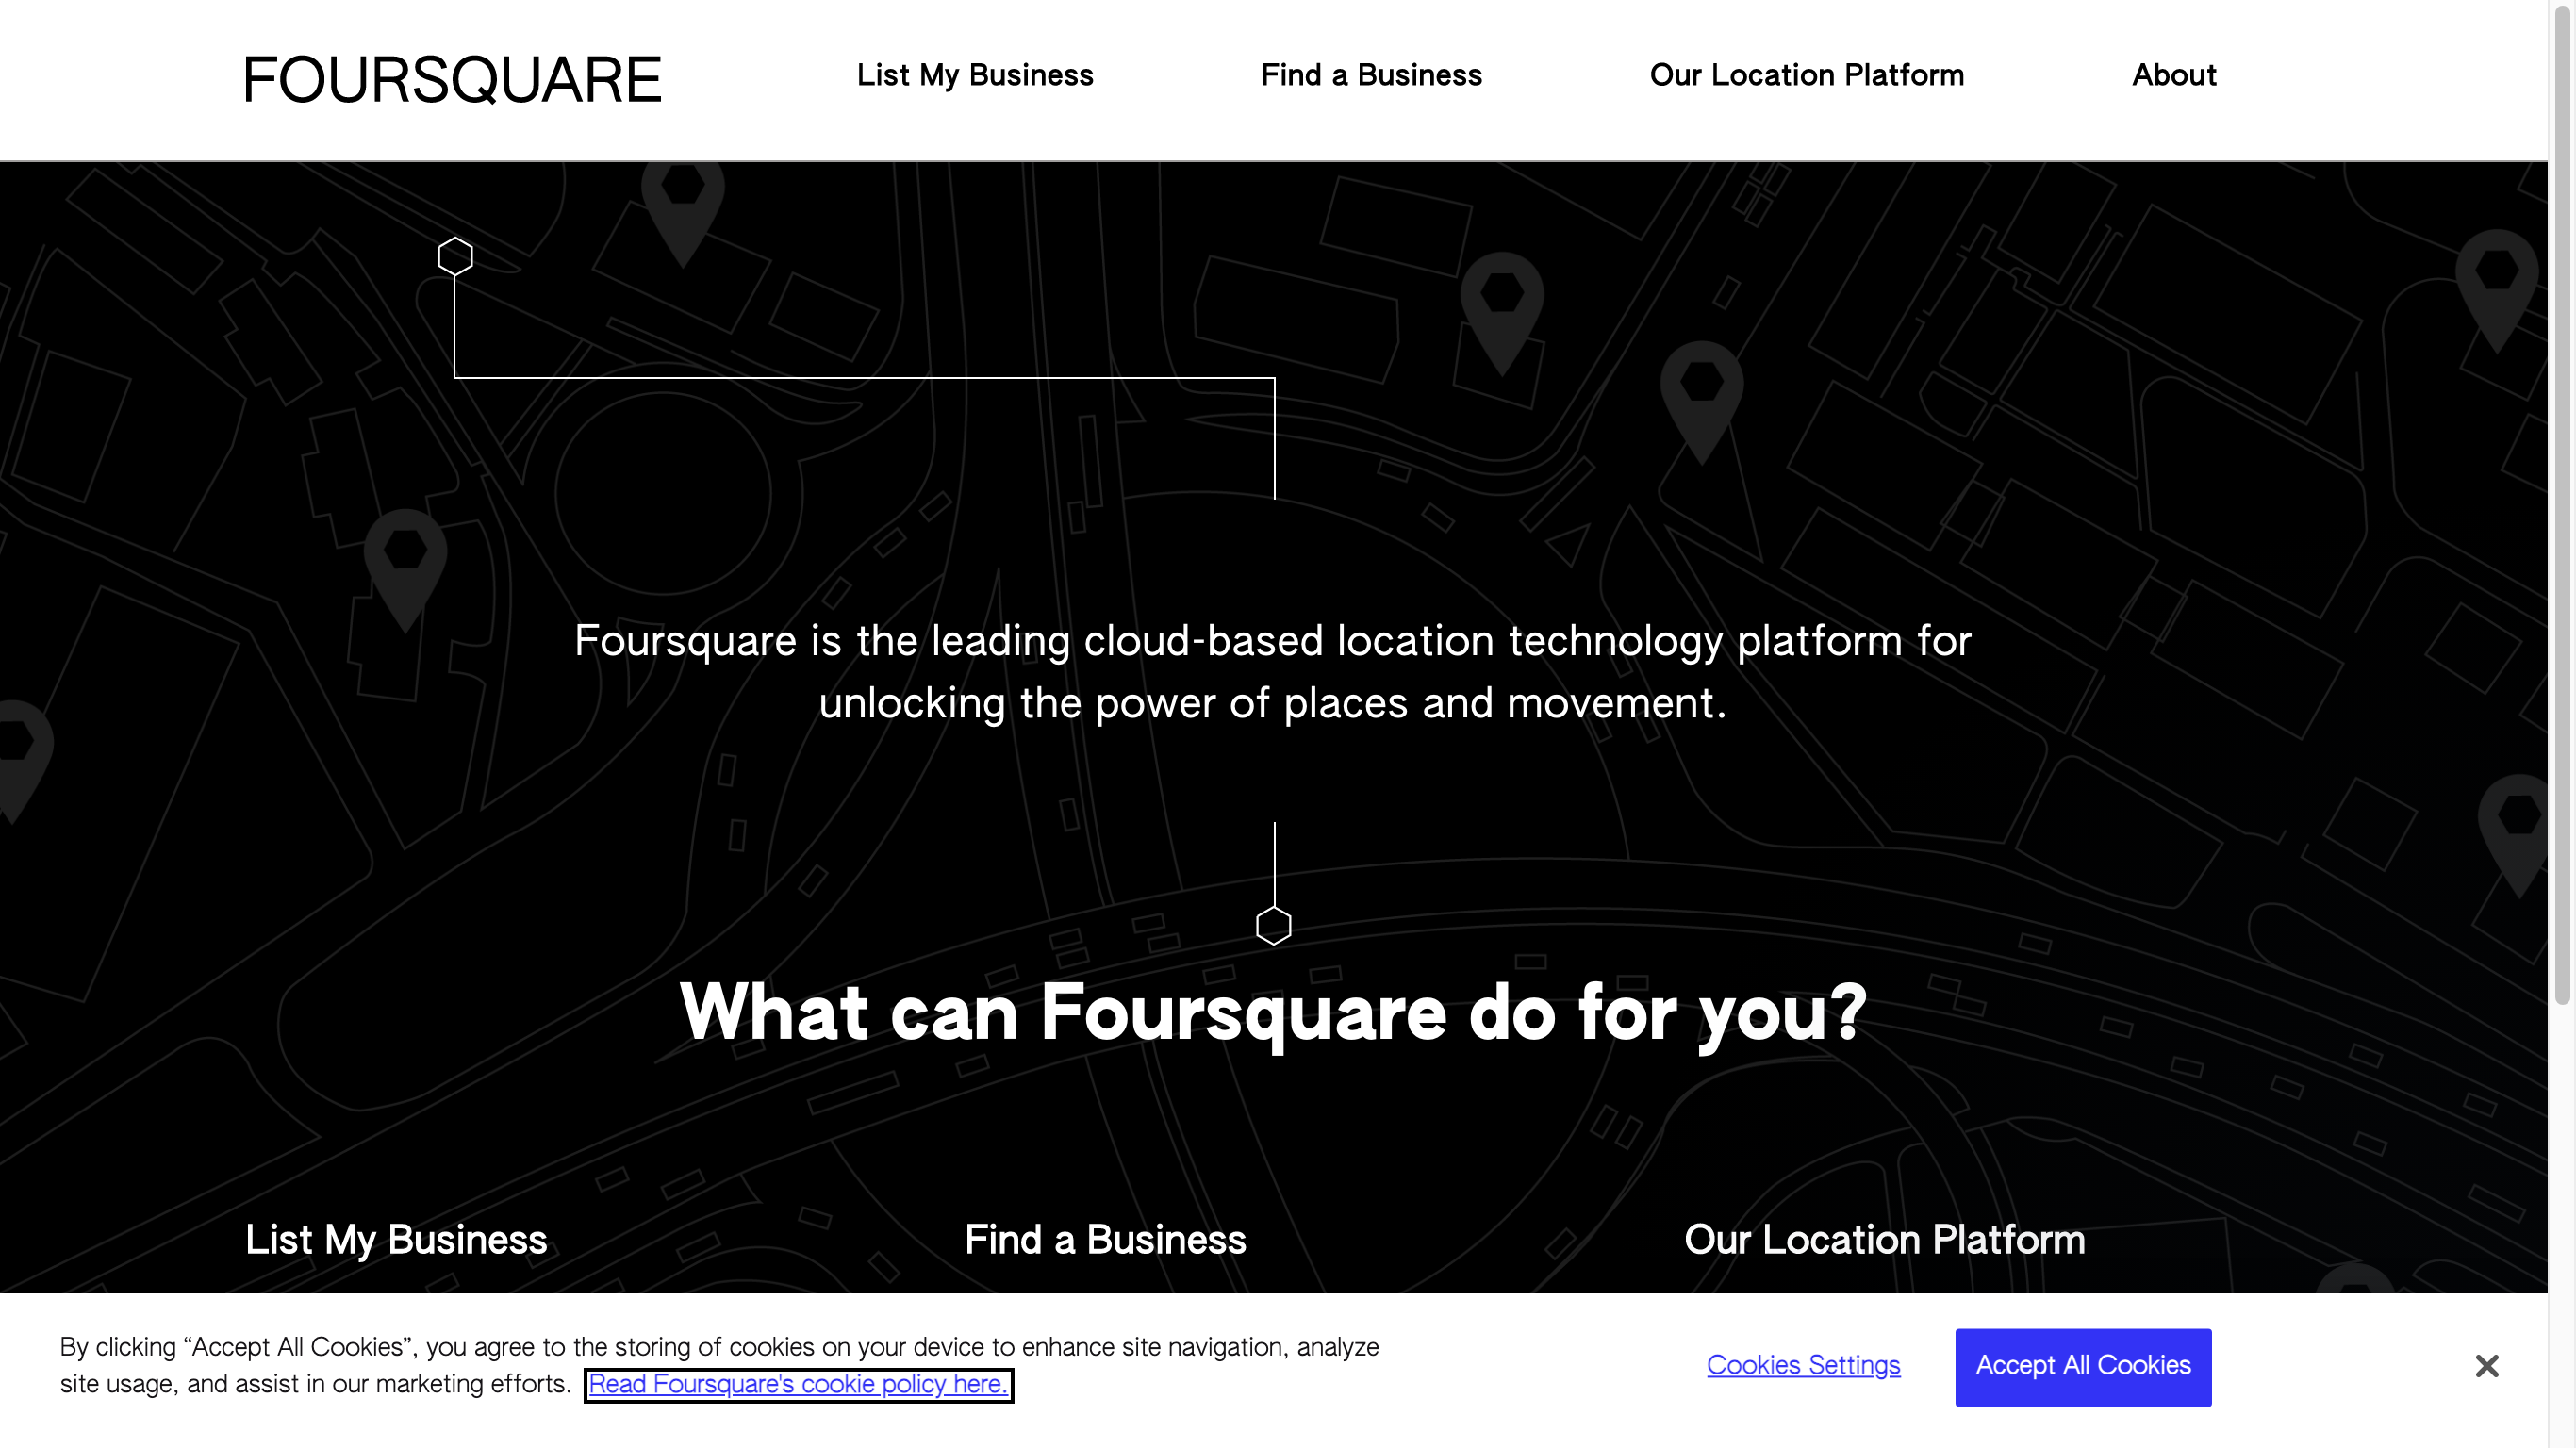 FOURSQUARE
List My Business
Find a Business
Our Location Platform
About
Foursquare is the leading cloud-based location technology platform for
unlocking the power of places and movement.
What can Foursquare do for you?
List My Business
Find a Business
Our Location Platform
By clicking “Accept All Cookies”, you agree to the storing of cookies on your device to enhance site navigation, analyze
site usage, and assist in our marketing efforts. Read Foursquare's cookie policy here.
Cookies Settings
Accept All Cookies